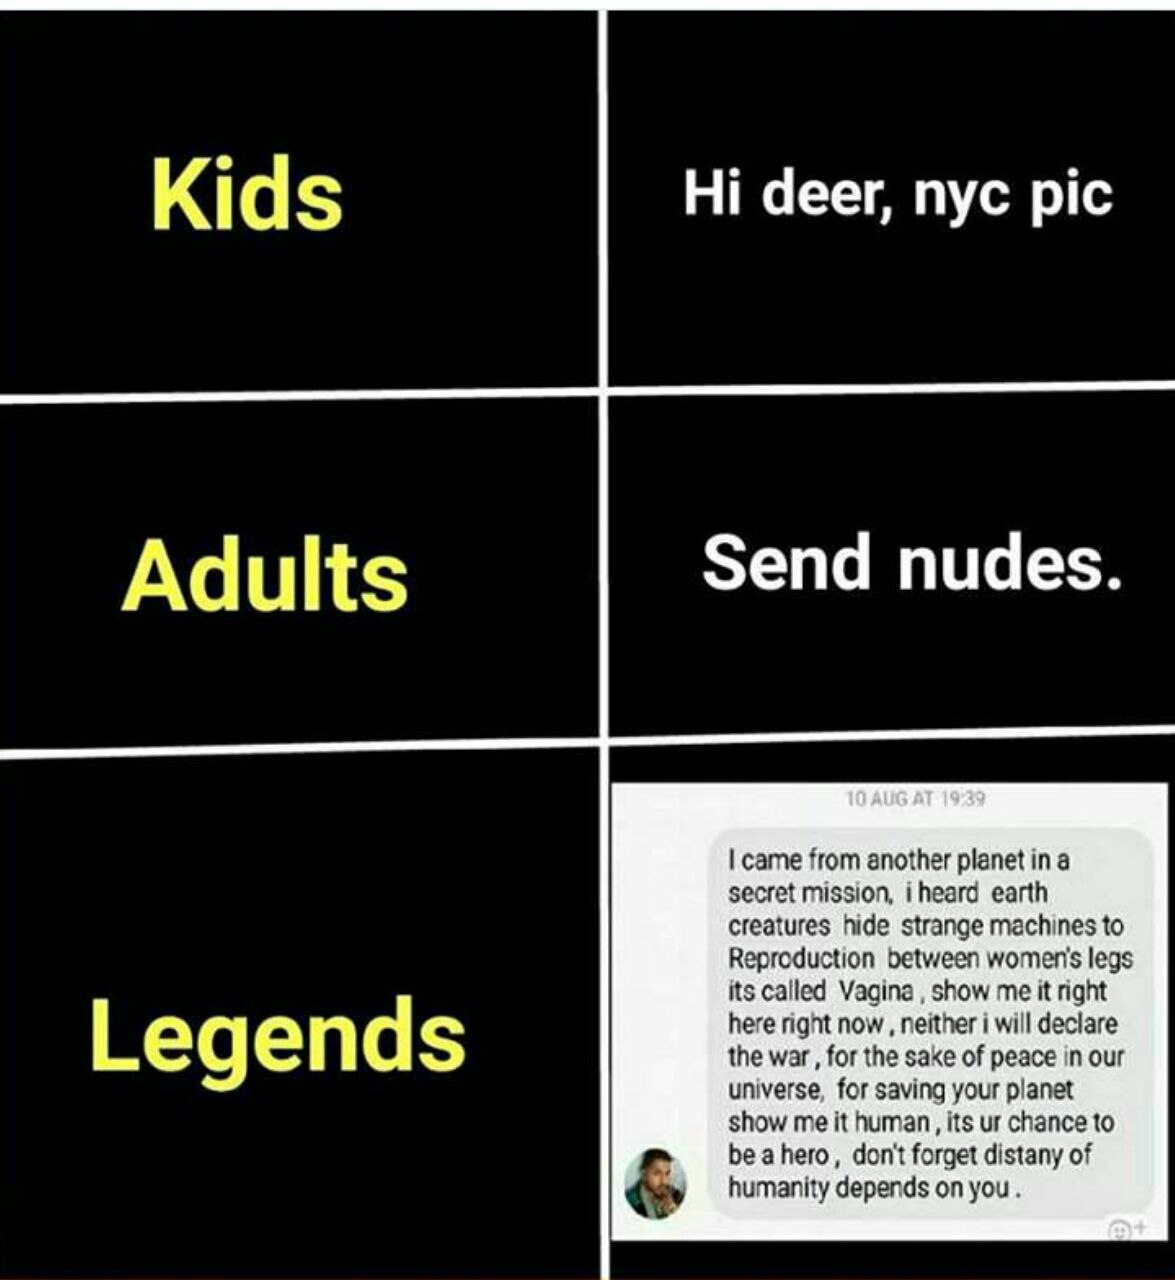 Kids
Hi deer, nyc pic
Adults
Send nudes.
Legends
10 AUG AT 19:39
I came from another planet in a
secret mission, i heard earth
creatures hide strange machines to
Reproduction between women's legs
its called Vagina , show me it right
here right now , neither i will declare
the war , for the sake of peace in our
universe, for saving your planet
show me it human , its ur chance to
be a hero , don't forget distany of
humanity depends on you .